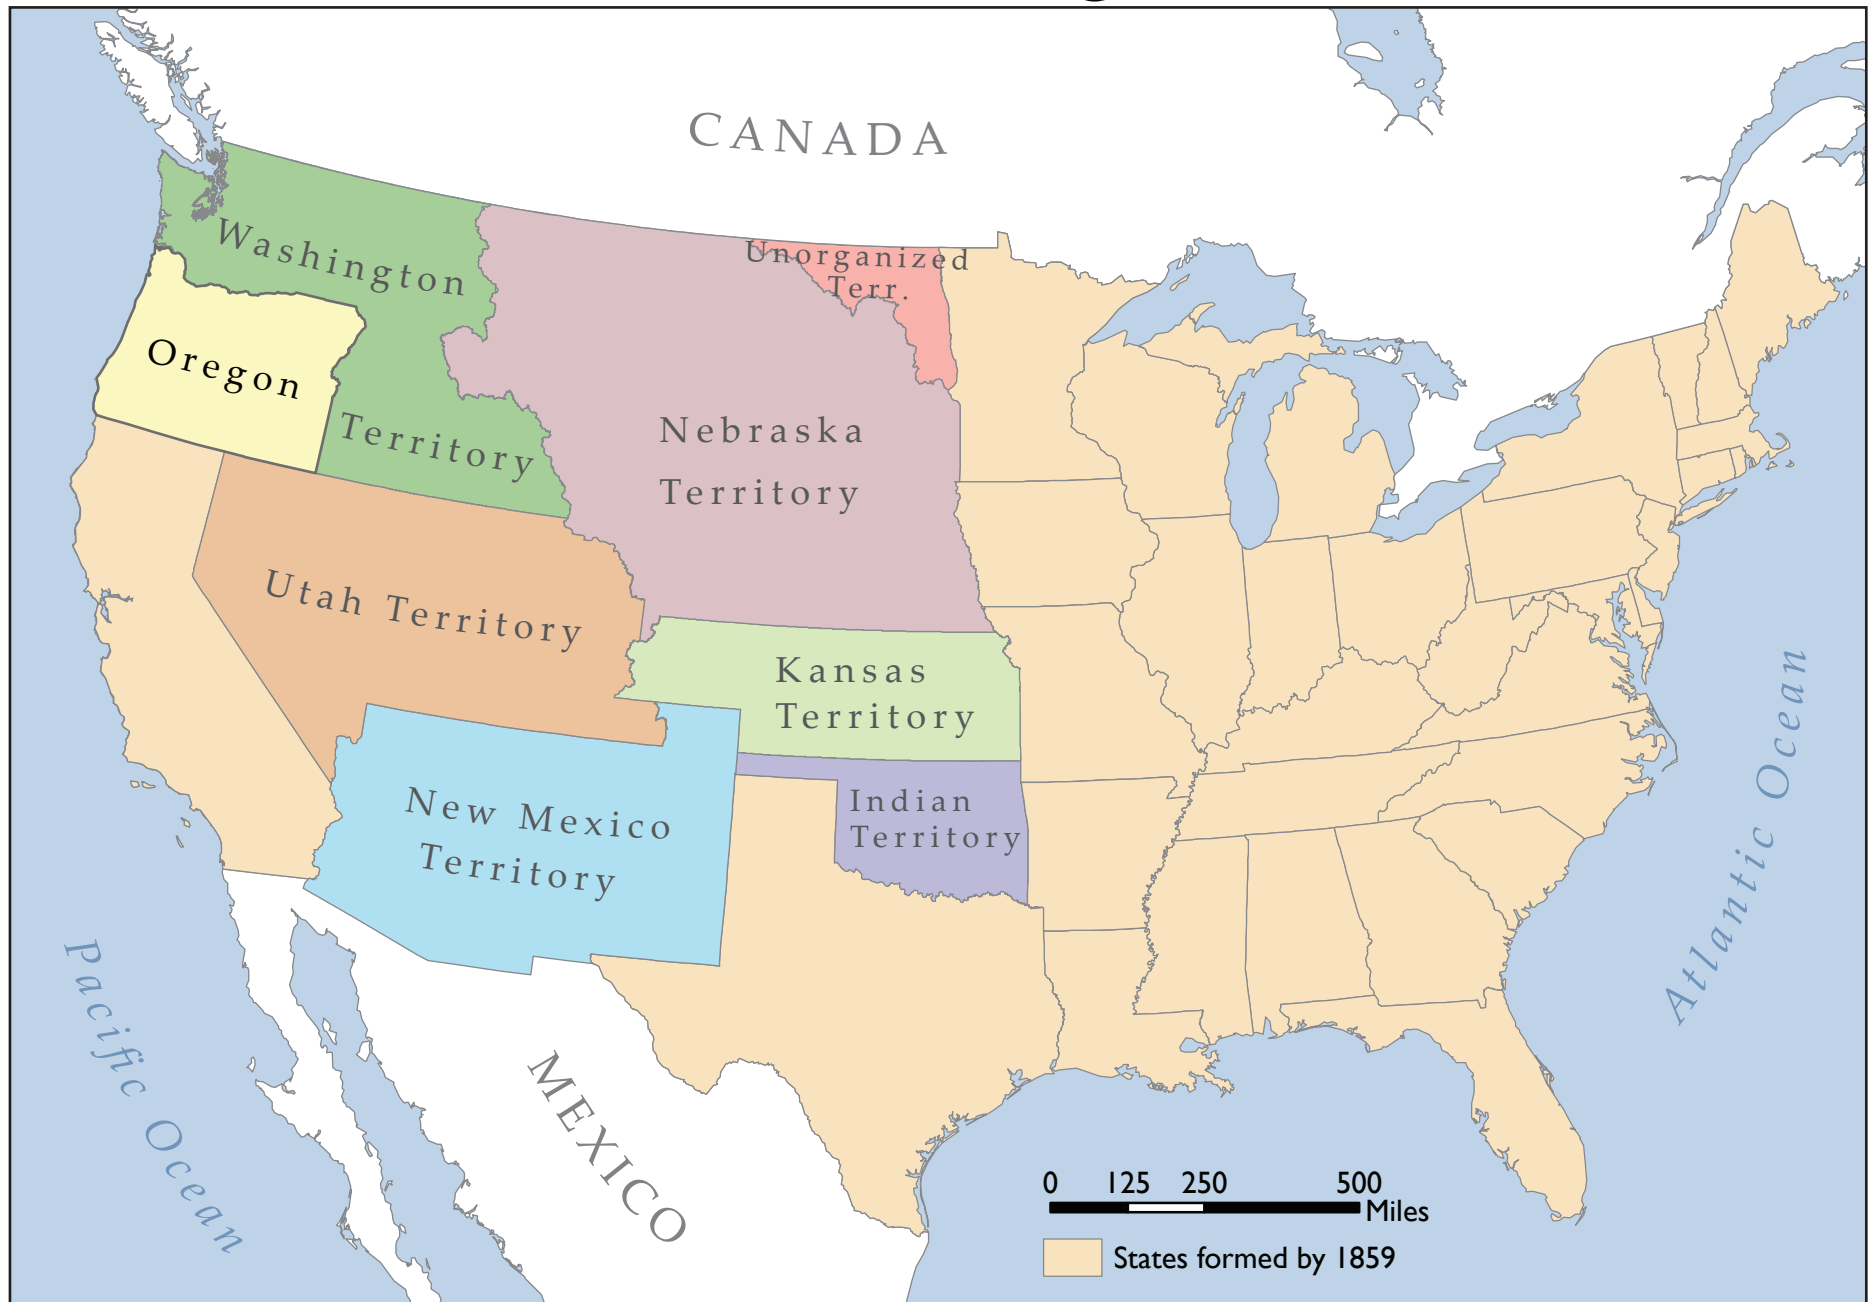 CANADA
Washington
Territory
Unorganized
Terr.
Oregon
Nebraska
Territory
Utah Territory
Kansas
Territory
New Mexico
Territory
Indian
Territory
Pacific Ocean
Atlantic Ocean
MEXICO
0 125 250 500
Miles
States formed by 1859